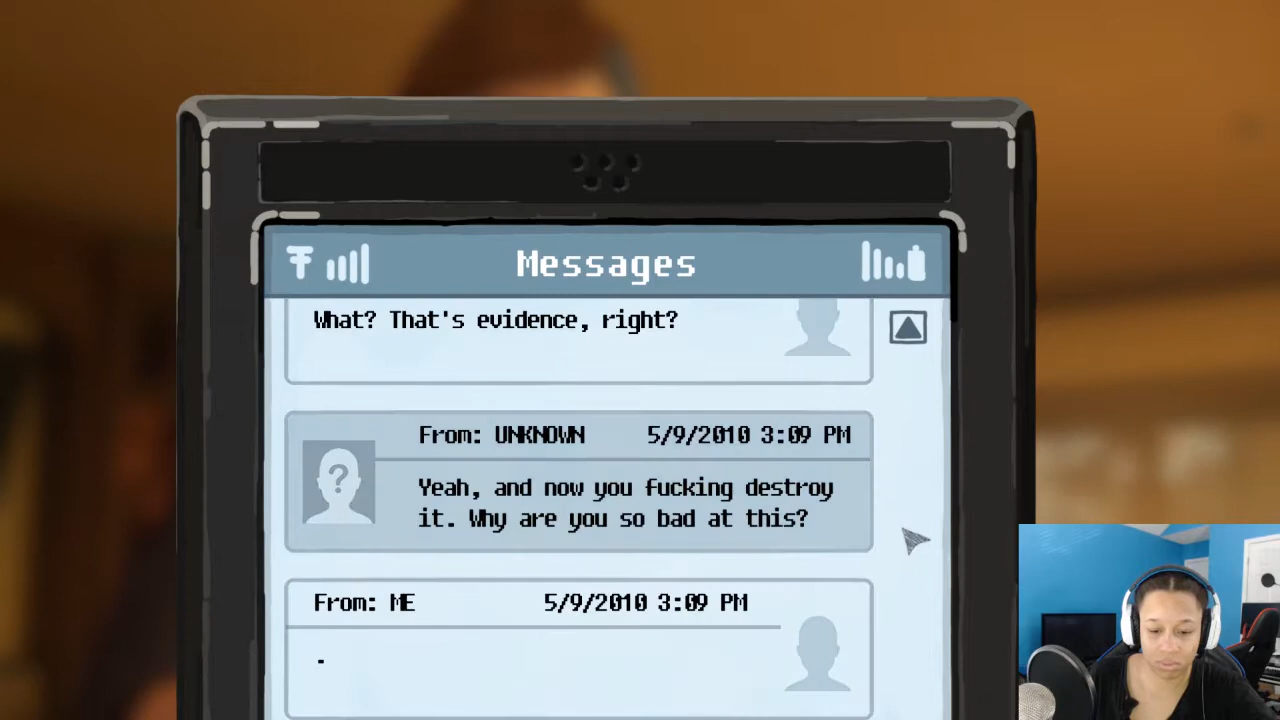 Messages
What? That's evidence, right?
From: UNKNOWN 5/9/2010 3:09 PM
?
Yeah, and now you fucking destroy
it. Why are you so bad at this?
From: ME 5/9/2010 3:09 PM
-